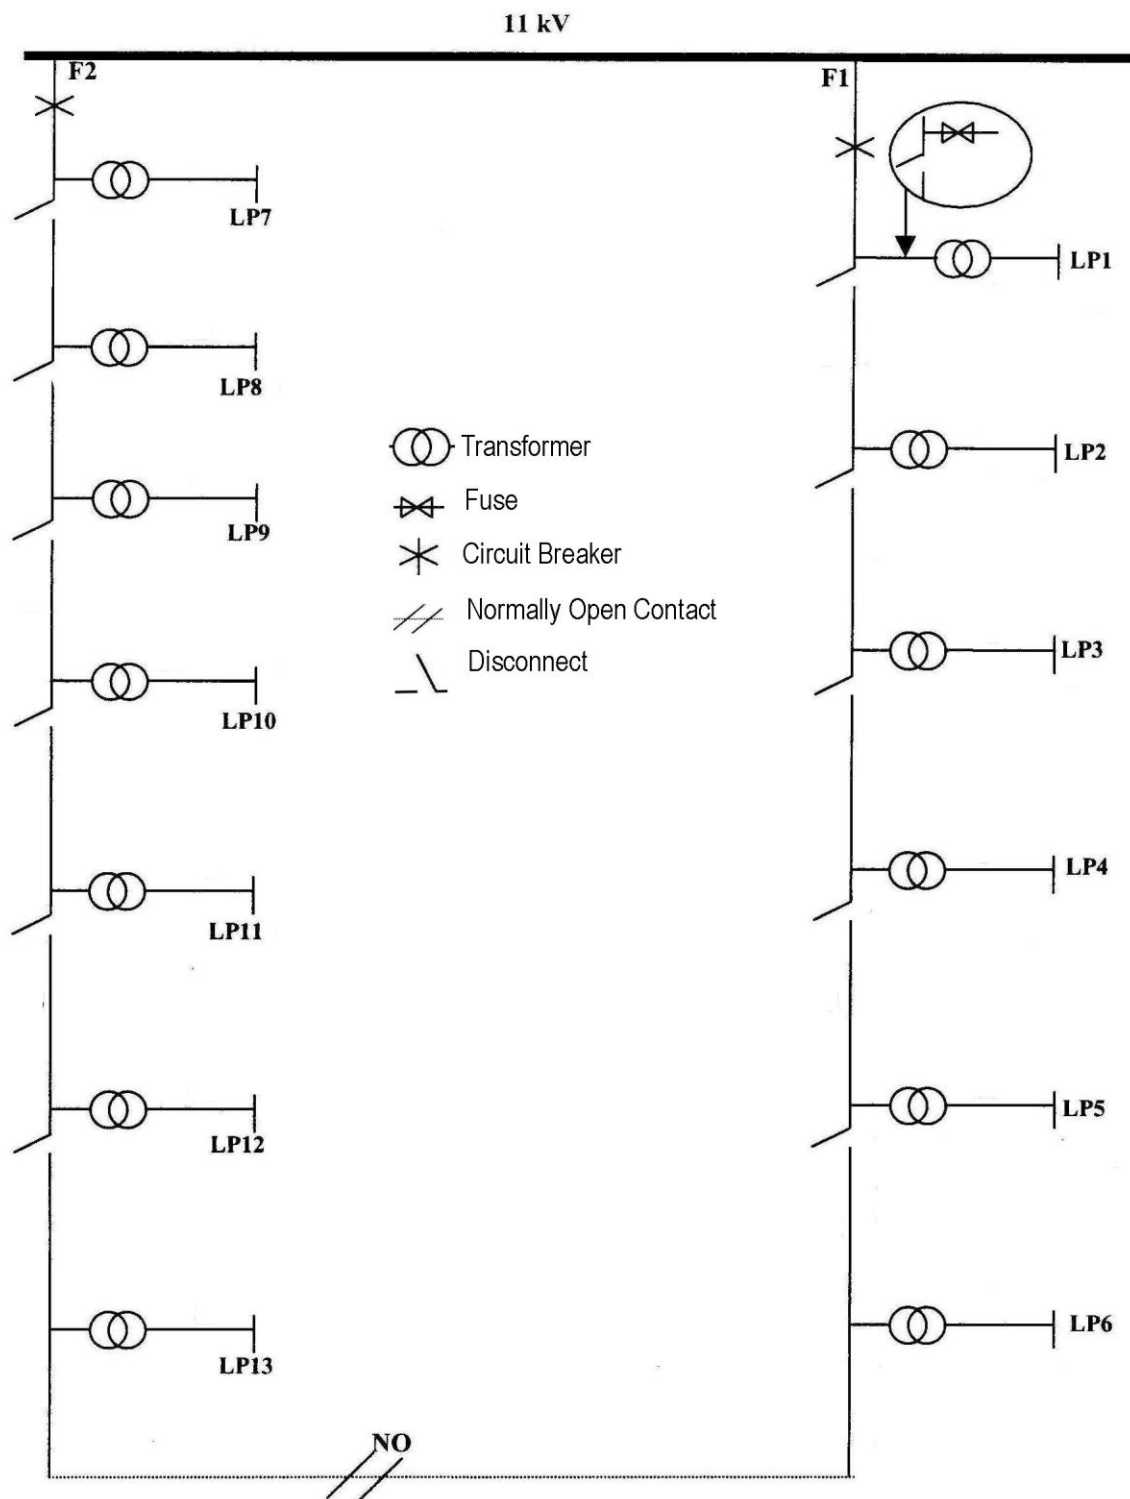 11 kV
F2
F1
LP7
LP1
LP8
LP2
Transformer
Fuse
LP9
Circuit Breaker
Normally Open Contact
LP3
Disconnect
LP10
LP4
LP11
LP5
LP12
LP6
LP13
NO